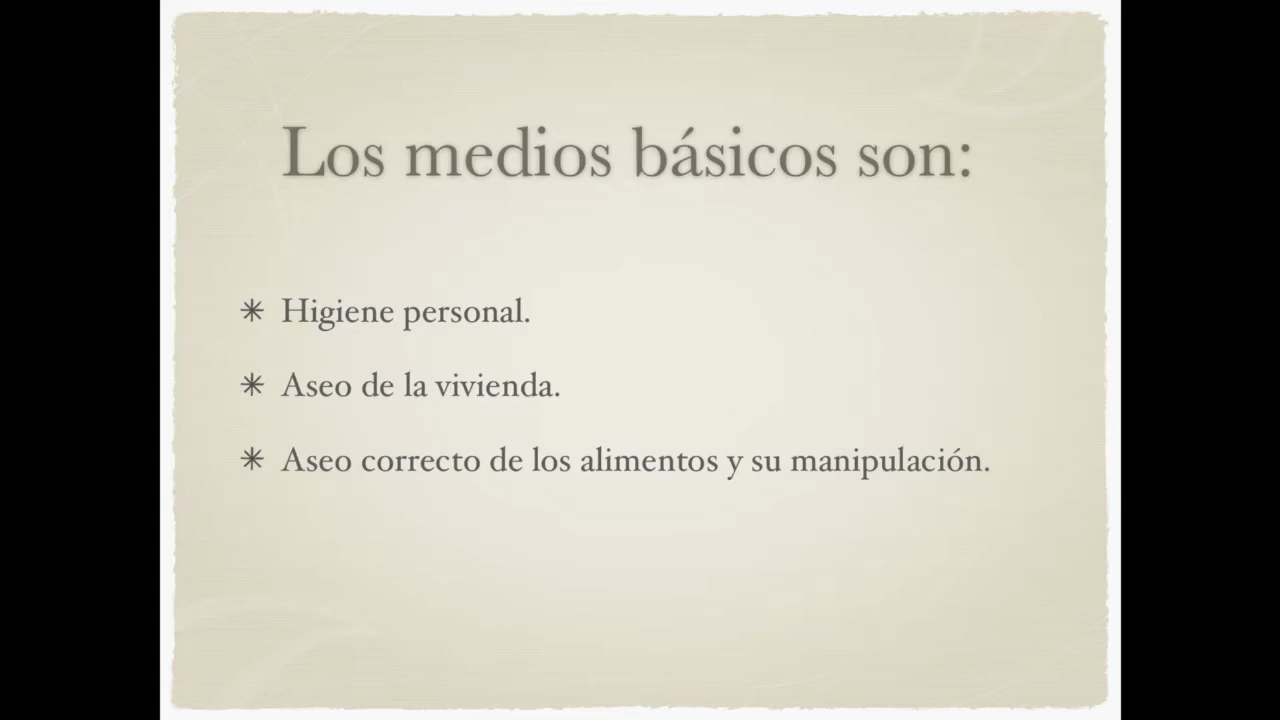 Los medios básicos son:
✳ Higiene personal.
✳ Aseo de la vivienda.
✳ Aseo correcto de los alimentos y su manipulación.